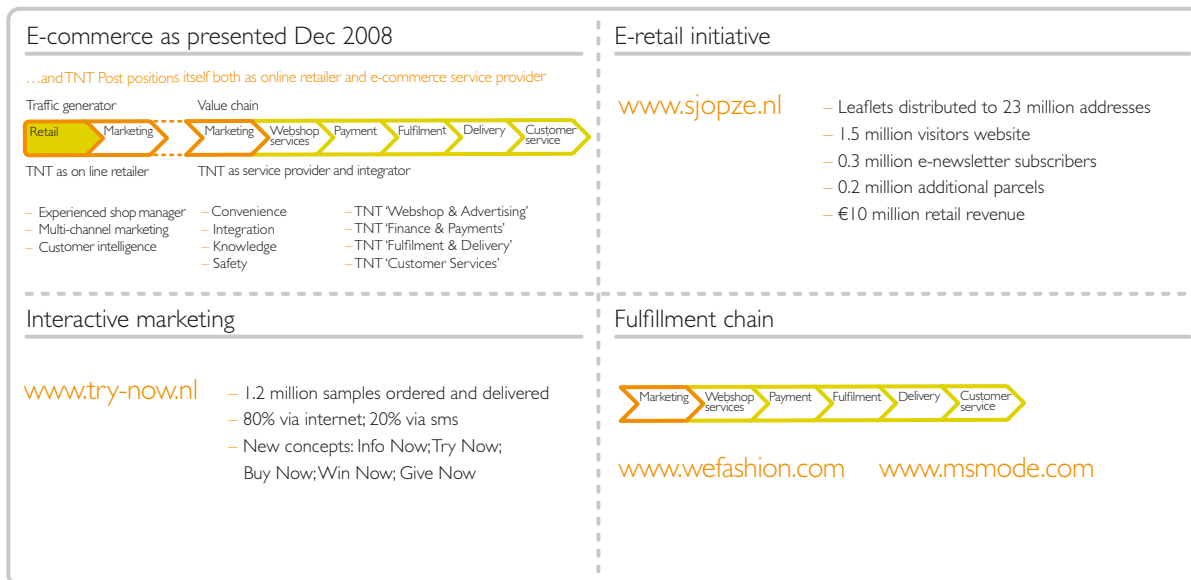 E-commerce as presented Dec 2008
…and TNT Post positions itself both as online retailer and e-commerce service provider
Traffic generator
Value chain
Retail
Marketing
Marketing
Webshop
services
Payment
Fulfilment
Delivery
Customer
service
TNT as on line retailer
TNT as service provider and integrator
– Experienced shop manager
– Multi-channel marketing
– Customer intelligence
– Convenience
– Integration
– Knowledge
– Safety
– TNT ‘Webshop & Advertising’
– TNT ‘Finance & Payments’
– TNT ‘Fulfilment & Delivery’
– TNT ‘Customer Services’
E-retail initiative
www.sjopze.nl
– Leaflets distributed to 23 million addresses
– 1.5 million visitors website
– 0.3 million e-newsletter subscribers
– 0.2 million additional parcels
– €10 million retail revenue
Interactive marketing
www.try-now.nl
– 1.2 million samples ordered and delivered
– 80% via internet; 20% via sms
– New concepts: Info Now; Try Now;
Buy Now; Win Now; Give Now
Fulfillment chain
Marketing
Webshop
services
Payment
Fulfilment
Delivery
Customer
service
www.wefashion.com
www.msmode.com